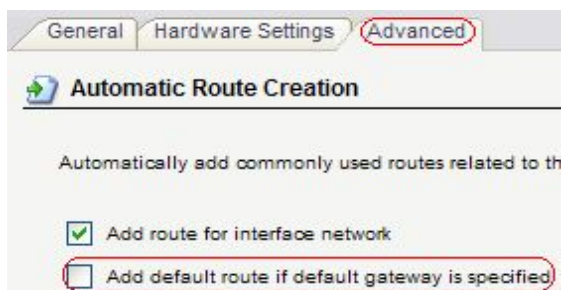 General Hardware Settings Advanced
Automatic Route Creation
Automatically add commonly used routes related to th
Add route for interface network
Add default route if default gateway is specified